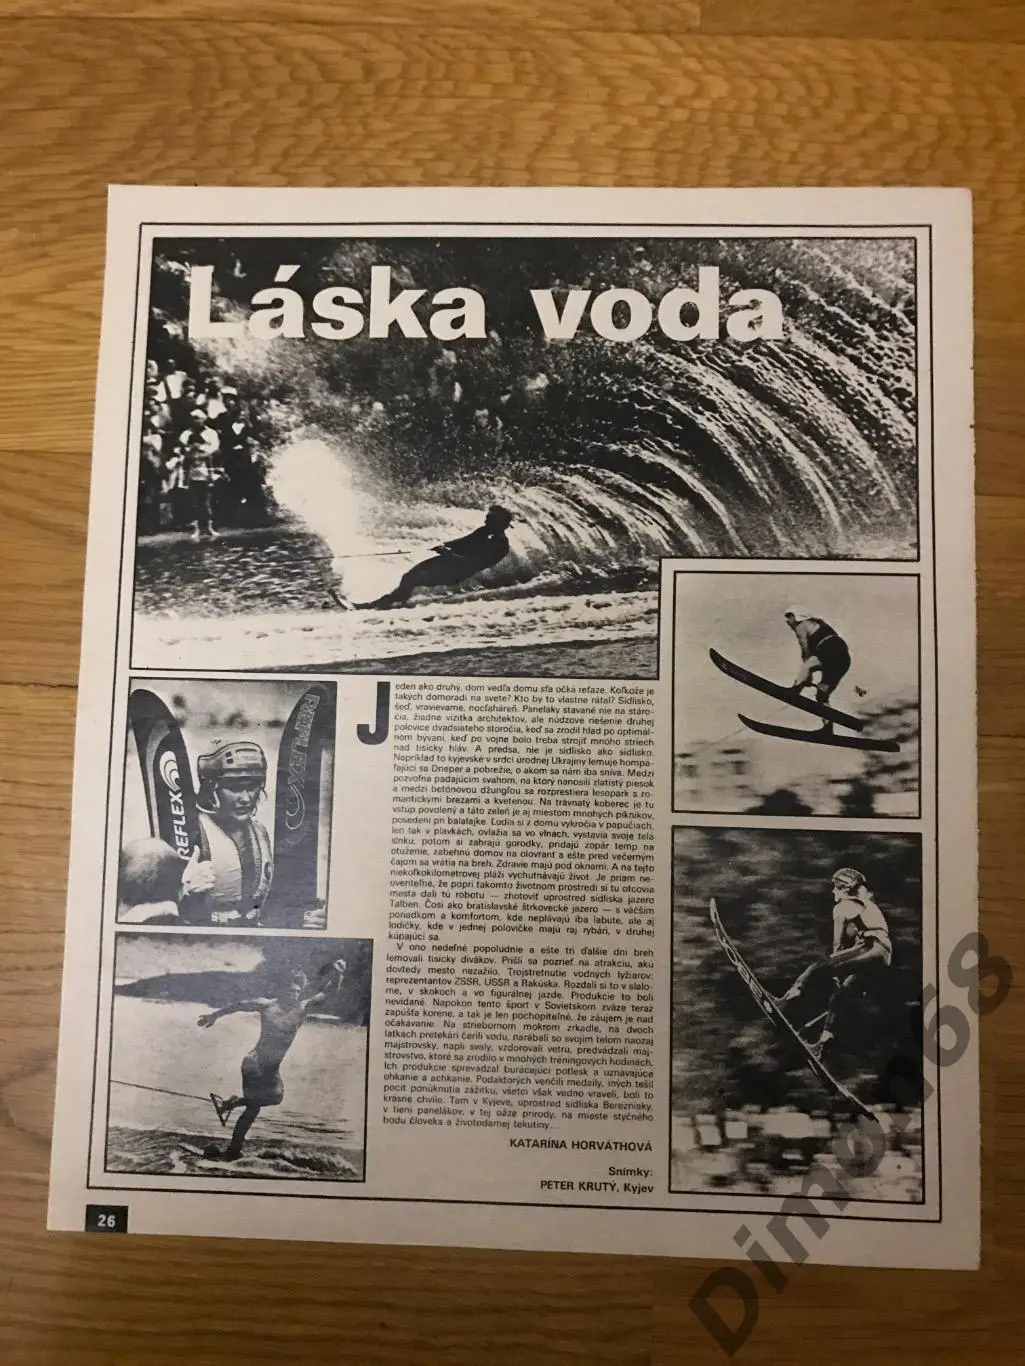 Láska voda
REFLEX
REFLEX
Jeden ako druhý, dom vedľa domu sťa očká reťaze. Koľkože je
takých domoradí na svete? Kto by to vlastne rátal? Sídlisko,
šeď, vravievame, nocľaháreň. Paneláky stavané nie na stáro-
čia, žiadna vizitka architektov, ale núdzové riešenie druhej
polovice dvadsiateho storočia, keď sa zrodil hlad po optimál-
nom bývaní, keď po vojne bolo treba strojiť mnoho striech
nad tisícky hláv. A predsa, nie je sídlisko ako sídlisko.
Napríklad to kyjevské v srdci úrodnej Ukrajiny lemuje hompá-
ľajúci sa Dneper a pobrežie, o akom sa nám iba sníva. Medzi
pozvoľna padajúcim svahom, na ktorý nanosili zlatistý piesok
a medzi betónovou džungľou sa rozprestiera lesopark s ro-
mantickými brezami a kvetenou. Na trávnatý koberec je tu
vstup povolený a táto zeleň je aj miestom mnohých piknikov,
posedení pri balalajke. Ľudia si z domu vykročia v papučiach,
len tak v plavkách, ovlažia sa vo vlnách, vystavia svoje telá
slnku, potom si zahrajú gorodky, pridajú zopár temp na
otuženie, zabehnú domov na olovrant a ešte pred večerným
čajom sa vrátia na breh. Zdravie majú pod oknami. A na tejto
niekoľkokilometrovej pláži vychutnávajú život. Je priam ne-
uveriteľné, že popri takomto životnom prostredí si tu otcovia
mesta dali tú robotu — zhotoviť uprostred sídliska jazero
Talben. Čosi ako bratislavské štrkovecké jazero — s väčším
poriadkom a komfortom, kde neplávajú iba labute, ale aj
lodičky, kde v jednej polovičke majú raj rybári, v druhej
kúpajúci sa.
V ono nedeľné popoludnie a ešte tri ďalšie dni breh
lemovali tisícky divákov. Prišli sa pozrieť na atrakciu, akú
dovtedy mesto nezažilo. Trojstretnutie vodných lyžiarov:
reprezentantov ZSSR, USSR a Rakúska. Rozdali si to v slalo-
me, v skokoch a vo figurálnej jazde. Produkcie to boli
nevídané. Napokon tento šport v Sovietskom zväze teraz
zapúšťa korene, a tak je len pochopiteľné, že záujem je nad
očakávanie. Na striebornom mokrom zrkadle, na dvoch
latkách pretekári čerili vodu, narábali so svojím telom naozaj
majstrovsky, napli svaly, vzdorovali vetru, predvádzali maj-
strovstvo, ktoré sa zrodilo v mnohých tréningových hodinách.
Ich produkcie sprevádzal burácajúci potlesk a uznávajúce
ohkanie a achkanie. Podaktorých venčili medaily, iných tešil
pocit ponúknutia zážitku, všetci však vedno vraveli, boli to
krásne chvíle. Tam v Kyjeve, uprostred sídliska Berezniaky,
v tieni panelákov, v tej oáze prírody, na mieste styčného
bodu človeka a životodarnej tekutiny...
KATARÍNA HORVÁTHOVÁ
Snímky:
PETER KRUTÝ, Kyjev
26
Dimon168